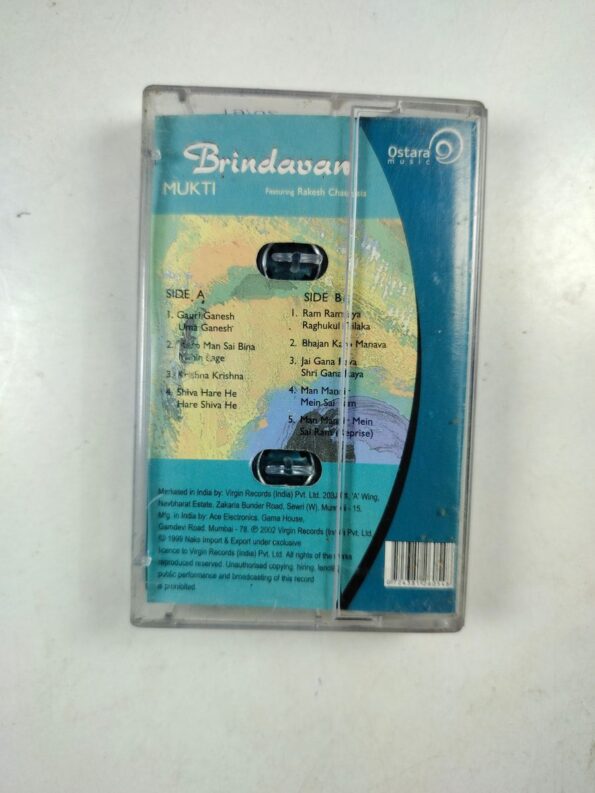 Brindavan
MUKTI
Featuring Rakesh Chaurasia
Ostara
music
SIDE A
1. Gauri Ganesh
Uma Ganesh
2. Man Sai Bina
Lage
3. Krishna Krishna
4. Shiva Hare He
Hare Shiva He
SIDE B
1. Ram
Raghukul
2. Bhajan Karo Manava
3. Jai Gana
Shri Gana Raya
4. Man
Mein Sai Ram
5. Man Mein
Sai Ram (Reprise)
Marketed in India by: Virgin Records (India) Pvt. Ltd. 'A' Wing,
Navbharat Estate, Zakaria Bunder Road, Sewri (W), Mumbai - 15.
Mfg. in India by: Ace Electronics. Gama House,
Gamdevi Road. Mumbai - 78. ℗ 2002 Virgin Records (India) Pvt. Ltd.
© 1999 Naks Import & Export under cxclusive
licence to Virgin Records (India) Pvt. Ltd. All rights of the
reproduced reserved. Unauthorised copying, hiring, lending
public performance and broadcasting of this record
is prohibited.